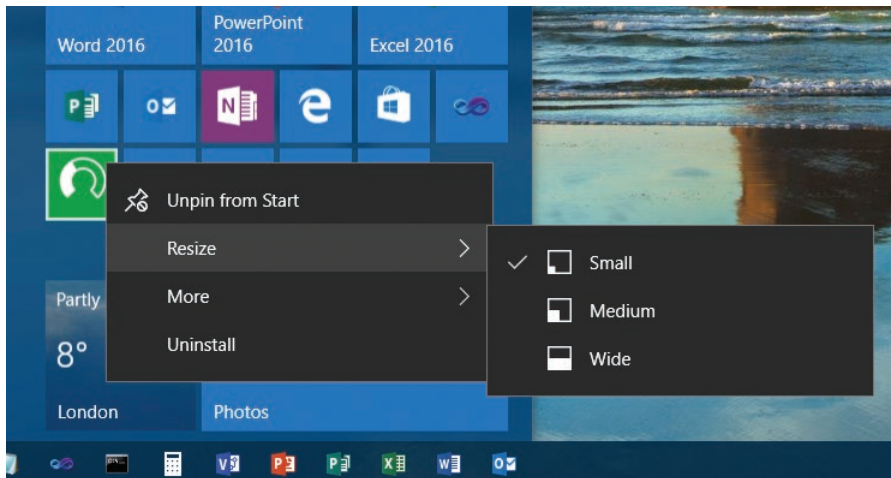 Word 2016
PowerPoint
2016
Excel 2016
P
O
N
e
Unpin from Start
Resize
More
Uninstall
Small
Medium
Wide
Partly
8°
London
Photos
V
P
P
X
W
O